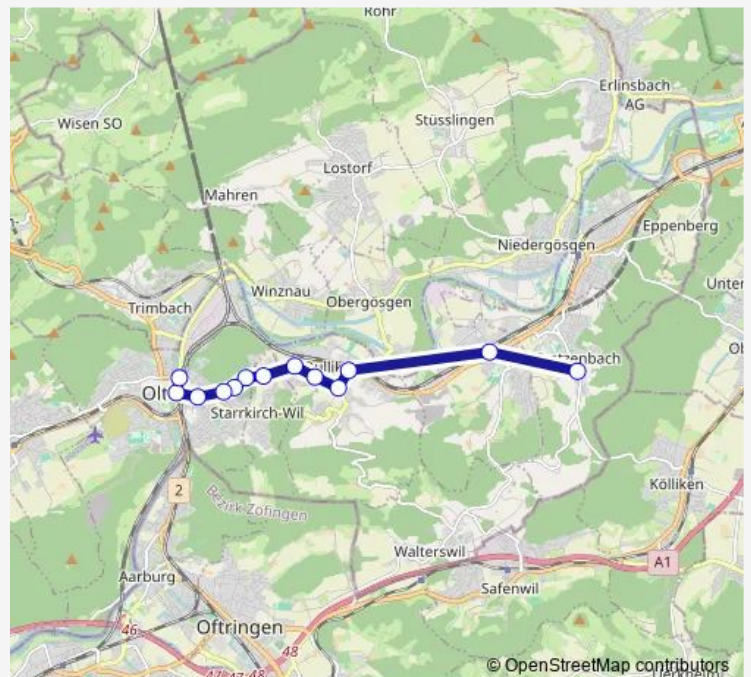 Rohr
Erlinsbach
AG
Wisen SO
Stüsslingen
Lostorf
Mahren
Eppenberg
Niedergösgen
Winznau
Obergösgen
Trimbach
Starrkirch-Wil
2
Bezirk Zofingen
Kölliken
Walterswil
A1
Aarburg
Safenwil
46
Oftringen
48
© OpenStreetMap contributors